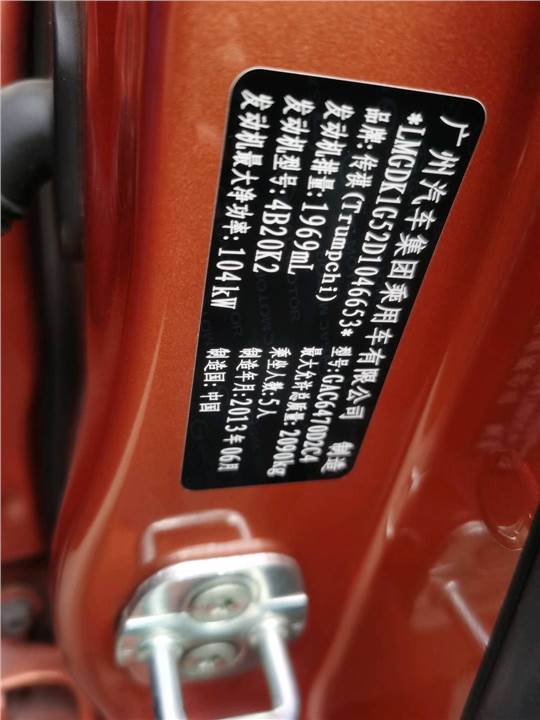 广州汽车集团乘用车有限公司 制造
*LMGDK1G52D1046653*
品牌:传祺(Trumpchi) 型号:GAC6470D2C4
发动机排量:1969mL 最大允许总质量:2090kg
发动机型号:4B20K2 乘坐人数:5人
发动机最大净功率:104kW 制造年月:2013年06月
制造国:中国